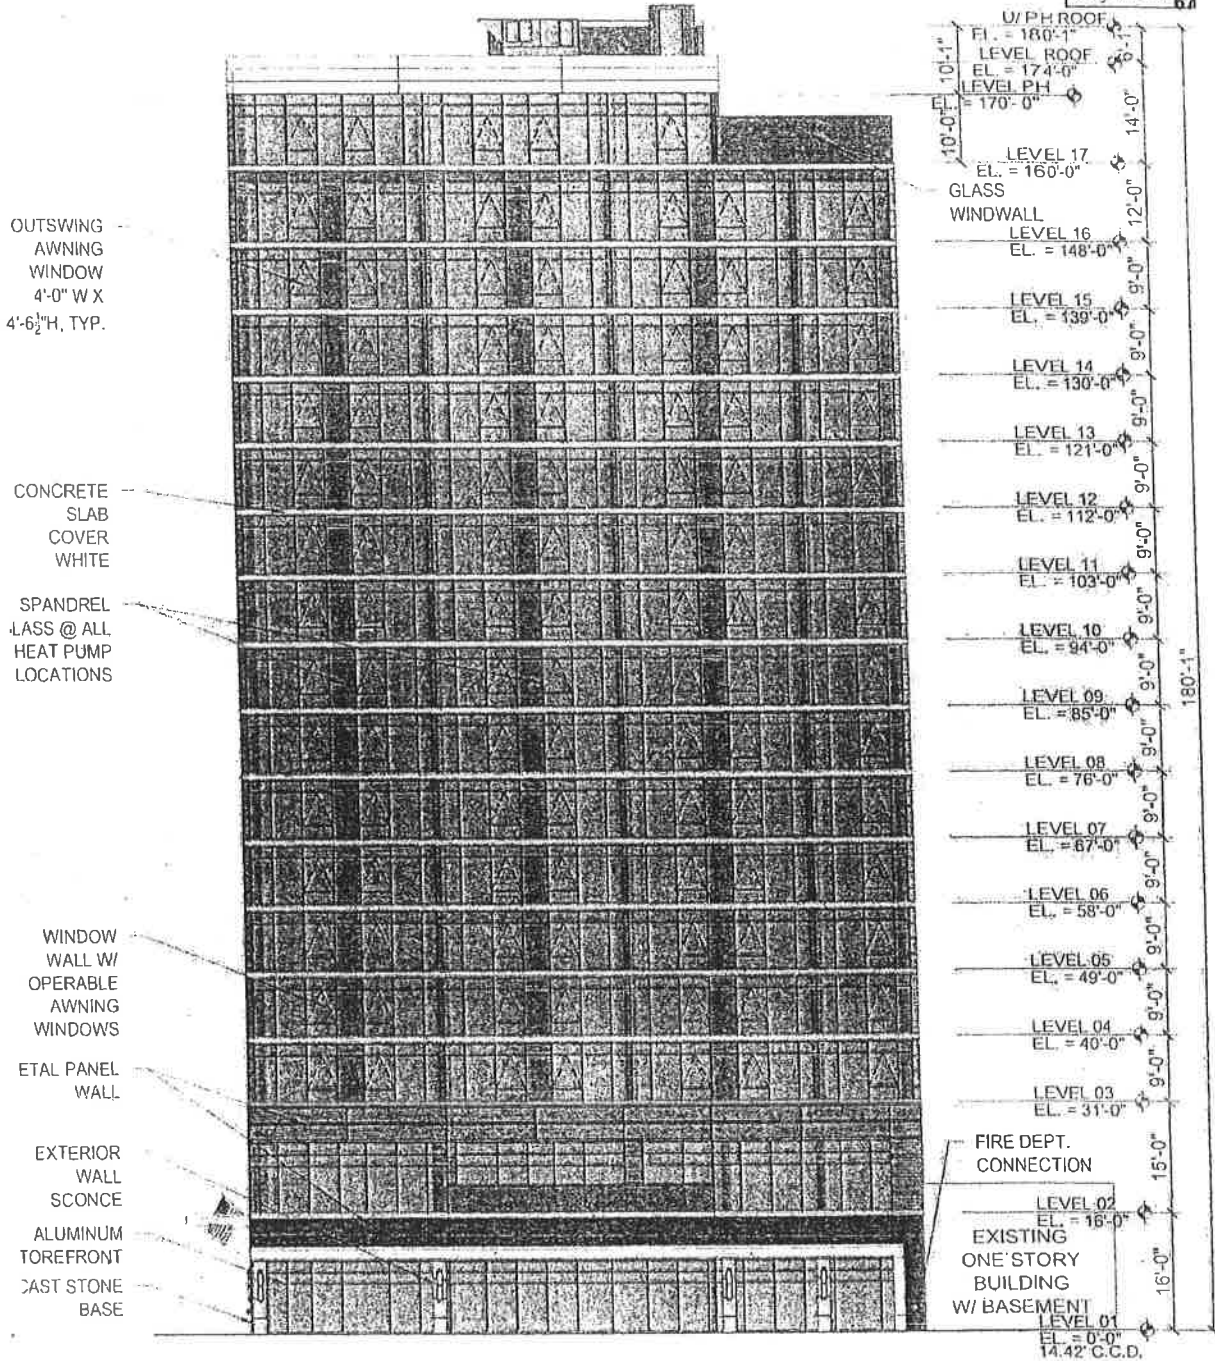 OUTSWING
AWNING
WINDOW
4'-0" W X
4'-6½"H, TYP.
CONCRETE
SLAB
COVER
WHITE
SPANDREL
LASS @ ALL
HEAT PUMP
LOCATIONS
WINDOW
WALL W/
OPERABLE
AWNING
WINDOWS
ETAL PANEL
WALL
EXTERIOR
WALL
SCONCE
ALUMINUM
TOREFRONT
CAST STONE
BASE
U/ PH ROOF
EL. = 180'-1"
LEVEL ROOF
EL. = 174'-0"
LEVEL PH
EL. = 170'-0"
LEVEL 17
EL. = 160'-0"
GLASS
WINDWALL
LEVEL 16
EL. = 148'-0"
LEVEL 15
EL. = 139'-0"
LEVEL 14
EL. = 130'-0"
LEVEL 13
EL. = 121'-0"
LEVEL 12
EL. = 112'-0"
LEVEL 11
EL. = 103'-0"
LEVEL 10
EL. = 94'-0"
LEVEL 09
EL. = 85'-0"
LEVEL 08
EL. = 76'-0"
LEVEL 07
EL. = 67'-0"
LEVEL 06
EL. = 58'-0"
LEVEL 05
EL. = 49'-0"
LEVEL 04
EL. = 40'-0"
LEVEL 03
EL. = 31'-0"
FIRE DEPT.
CONNECTION
LEVEL 02
EL. = 16'-0"
EXISTING
ONE STORY
BUILDING
W/ BASEMENT
LEVEL 01
EL. = 0'-0"
14.42' C.C.D.
10'-1"
10'-0"
6'-1"
14'-0"
12'-0"
9'-0"
9'-0"
9'-0"
9'-0"
9'-0"
9'-0"
9'-0"
9'-0"
9'-0"
9'-0"
9'-0"
9'-0"
9'-0"
15'-0"
16'-0"
180'-1"